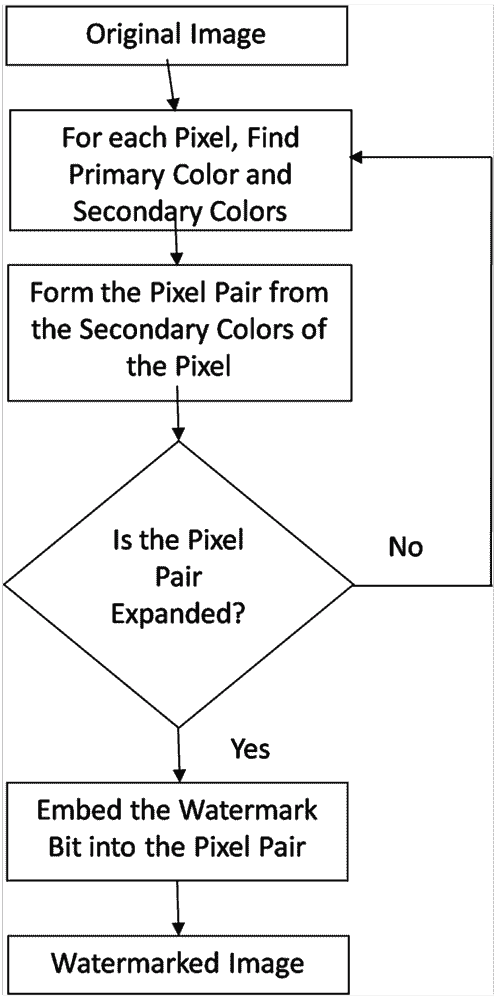 Original Image
For each Pixel, Find
Primary Color and
Secondary Colors
Form the Pixel Pair from
the Secondary Colors of
the Pixel
Is the Pixel
Pair
Expanded?
No
Yes
Embed the Watermark
Bit into the Pixel Pair
Watermarked Image